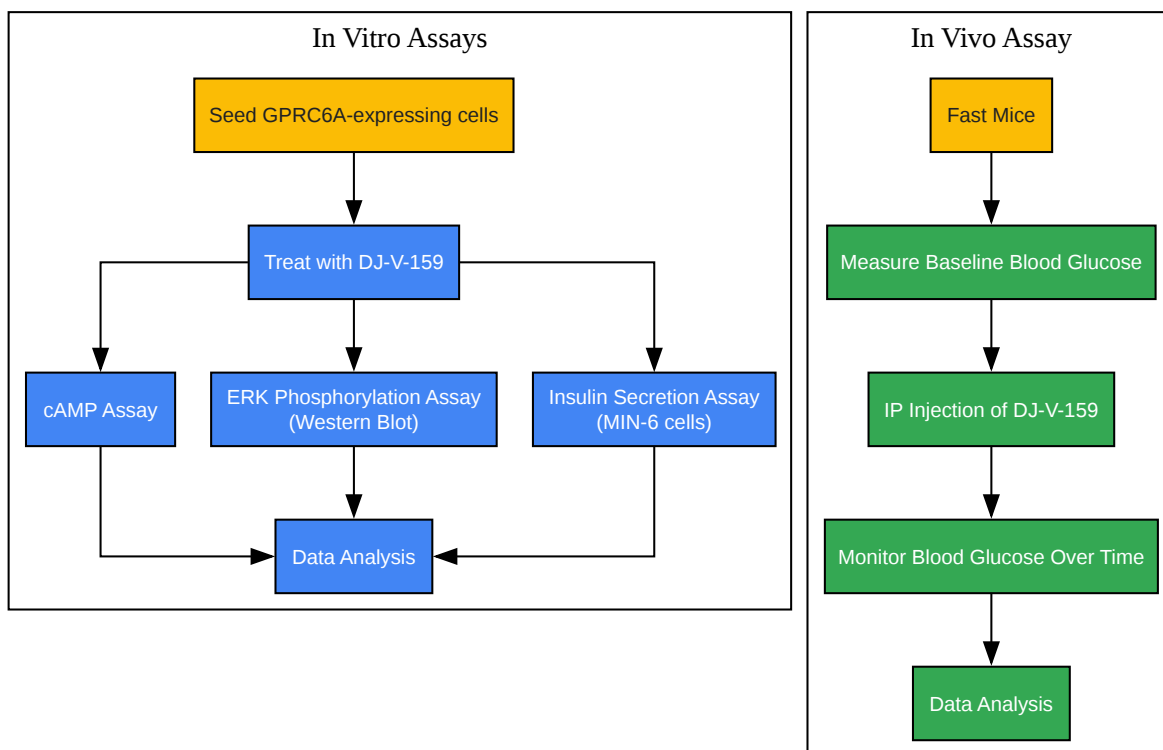 In Vitro Assays
Seed GPRC6A-expressing cells
Treat with DJ-V-159
cAMP Assay
ERK Phosphorylation Assay
(Western Blot)
Insulin Secretion Assay
(MIN-6 cells)
Data Analysis
In Vivo Assay
Fast Mice
Measure Baseline Blood Glucose
IP Injection of DJ-V-159
Monitor Blood Glucose Over Time
Data Analysis